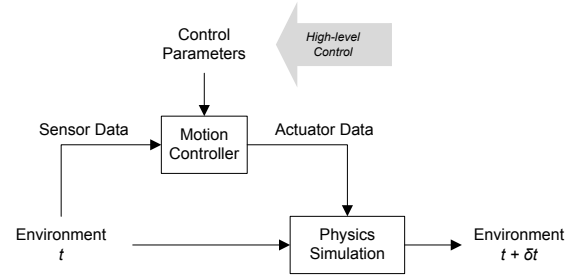 Control
Parameters
High-level
Control
Sensor Data
Motion
Controller
Actuator Data
Environment
t
Physics
Simulation
Environment
t + δt